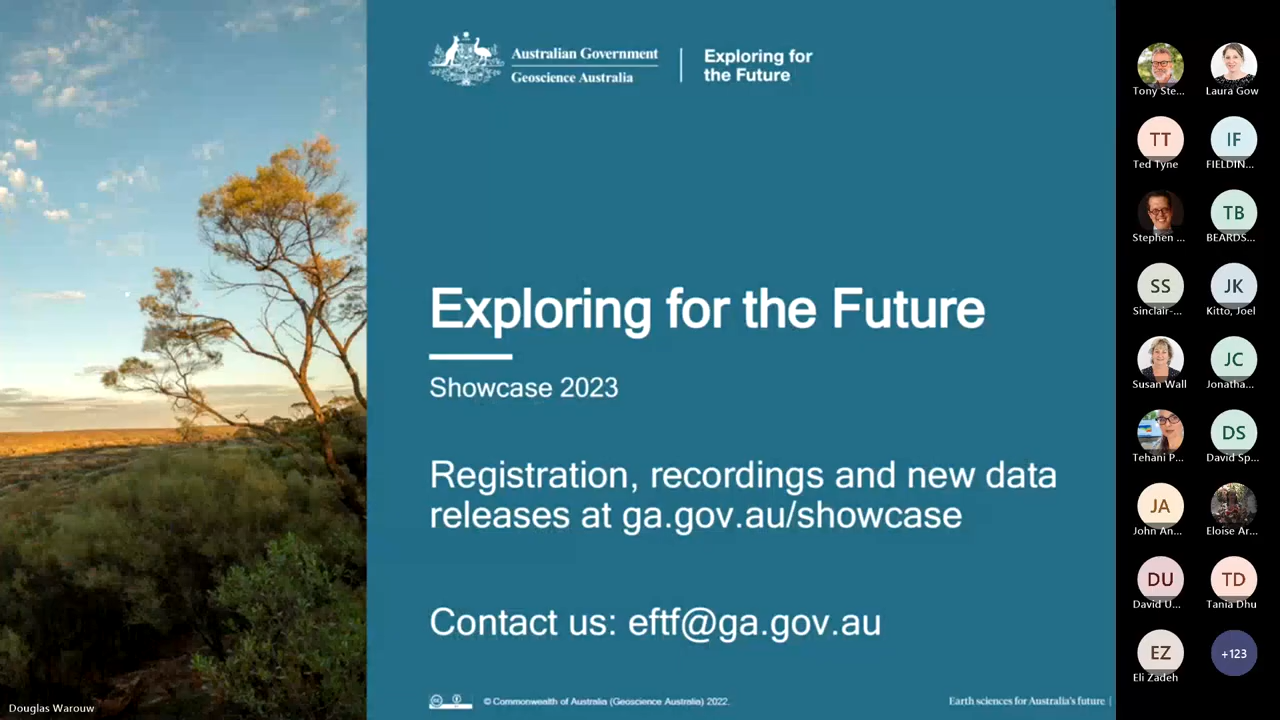 Australian Government
Geoscience Australia
Exploring for
the Future
Exploring for the Future
Showcase 2023
Registration, recordings and new data
releases at ga.gov.au/showcase
Contact us: eftf@ga.gov.au
© Commonwealth of Australia (Geoscience Australia) 2022.
Earth sciences for Australia's future |
Douglas Warouw
Tony Ste...
Laura Gow
TT
Ted Tyne
IF
FIELDIN...
Stephen ...
TB
BEARDS...
SS
Sinclair-...
JK
Kitto, Joel
Susan Wall
JC
Jonatha...
Tehani P...
DS
David Sp...
JA
John An...
Eloise Ar...
DU
David U...
TD
Tania Dhu
EZ
Eli Zadeh
+123